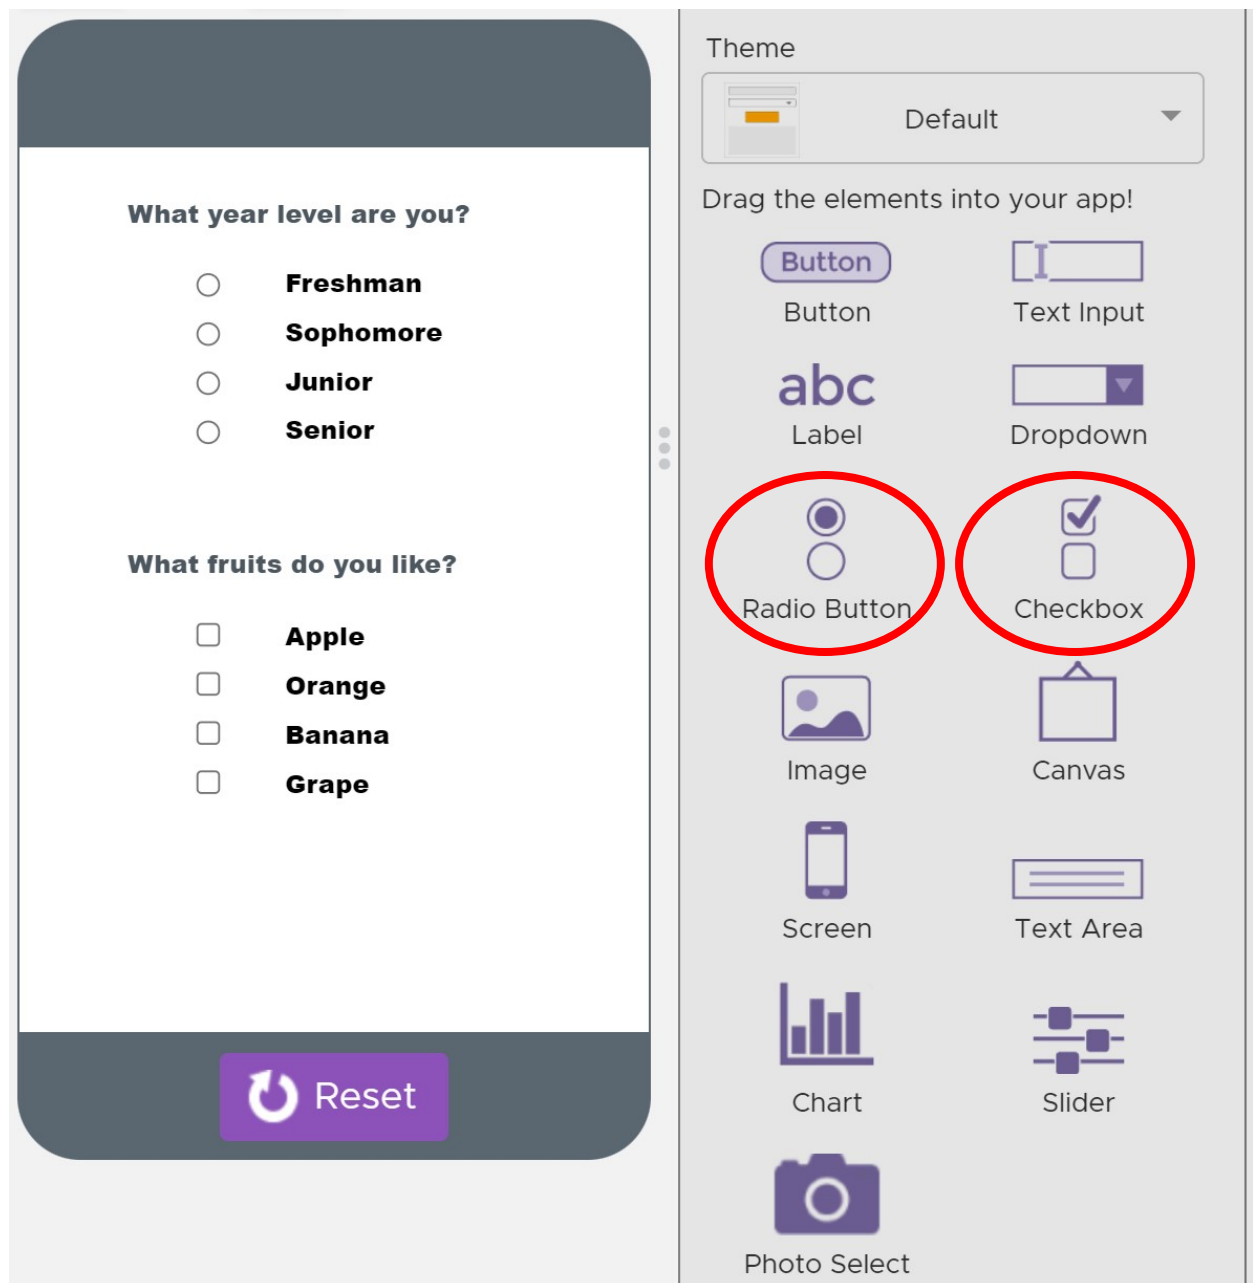 What year level are you?
Freshman
Sophomore
Junior
Senior
What fruits do you like?
Apple
Orange
Banana
Grape
Reset
Theme
Default
Drag the elements into your app!
Button
Button
Text Input
abc
Label
Dropdown
Radio Button
Checkbox
Image
Canvas
Screen
Text Area
Chart
Slider
Photo Select